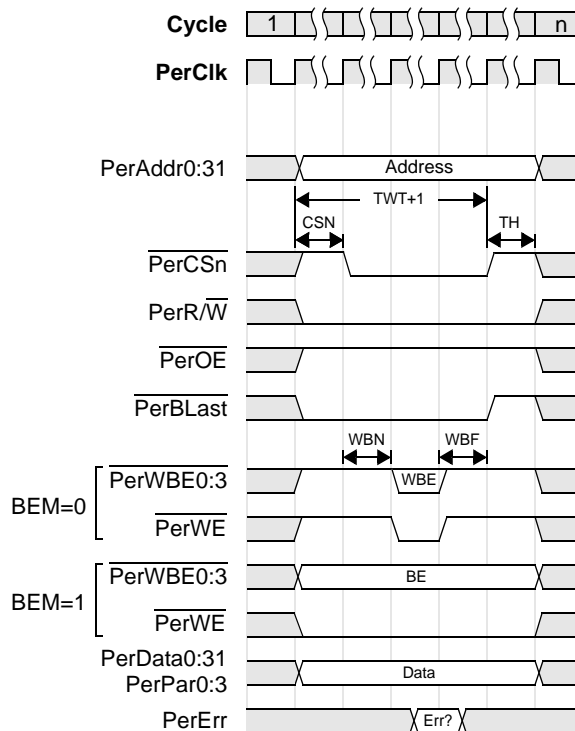 Cycle 1 n
PerClk
PerAddr0:31 Address
TWT+1
CSN TH
PerCSn
PerR/W
PerOE
PerBLast
WBN WBF
PerWBE0:3 WBE
BEM=0
PerWE
PerWBE0:3 BE
BEM=1
PerWE
PerData0:31
PerPar0:3 Data
PerErr Err?